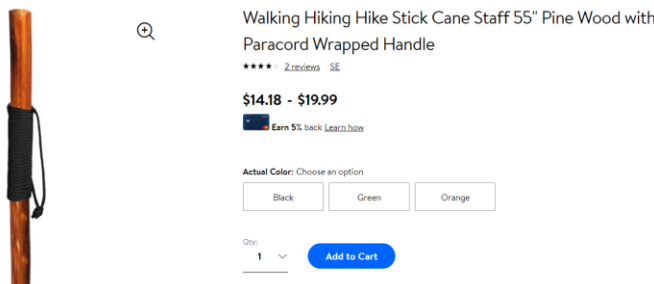 Walking Hiking Hike Stick Cane Staff 55" Pine Wood with
Paracord Wrapped Handle
2 reviews SE
$14.18 - $19.99
Earn 5% back Learn how
Actual Color: Choose an option
Black Green Orange
Qty:
1 Add to Cart